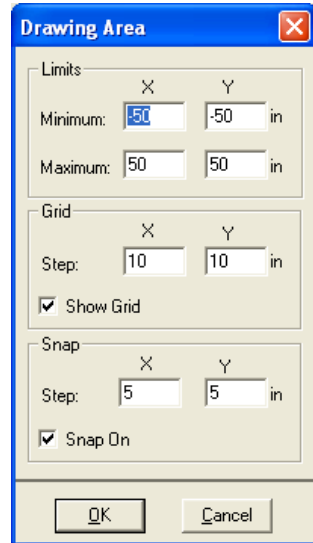 Drawing Area
Limits
X Y
Minimum: -50 -50 in
Maximum: 50 50 in
Grid
X Y
Step: 10 10 in
Show Grid
Snap
X Y
Step: 5 5 in
Snap On
OK Cancel